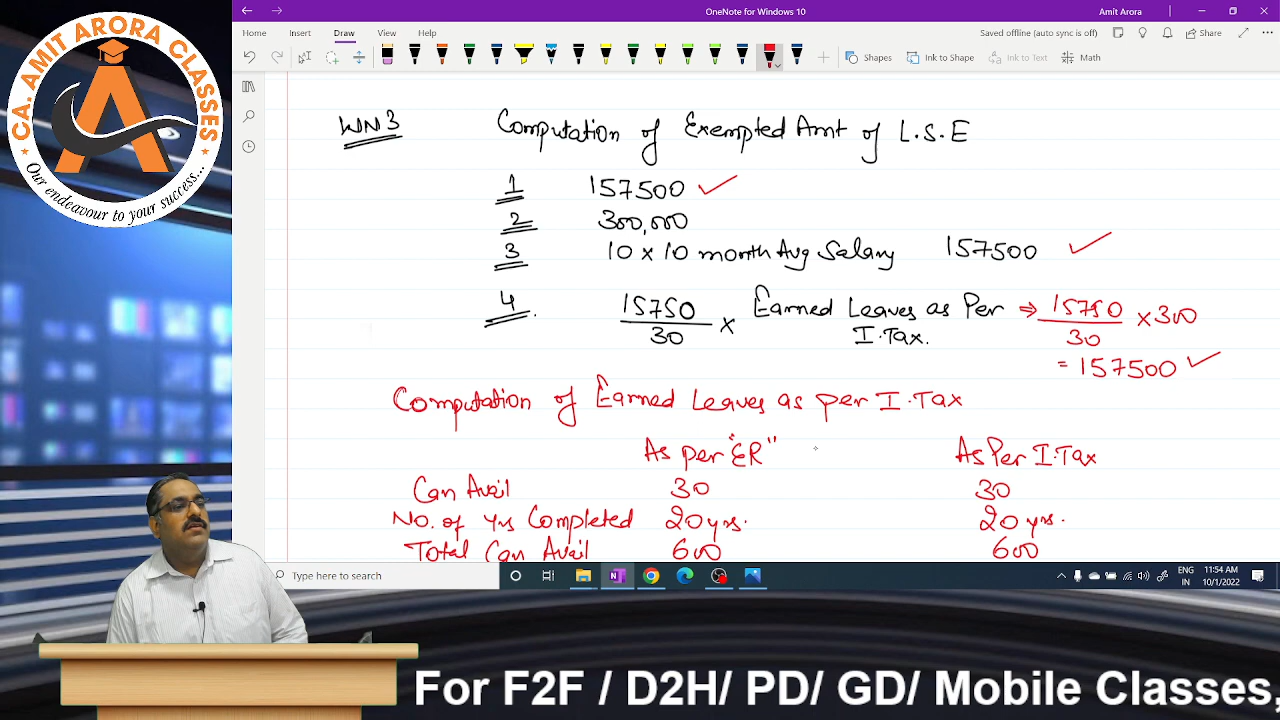 OneNote for Windows 10
Amit Arora
Home Insert Draw View Help
Saved offline (auto sync is off)
Share
Shapes
Ink to Shape
Ink to Text
Math
CA. AMIT ARORA CLASSES
Our endeavour to your success...
WN3 Computation of Exempted Amt of L.S.E
1 157500
2 300,000
3 10 x 10 month Avg Salary 157500
4. 15750/30 x Earned Leaves as Per I.Tax. ⇒ 15750/30 x 300
= 157500
Computation of Earned Leaves as per I.Tax
As per "ER" As Per I.Tax
Can Avail 30 30
No. of Yrs Completed 20 yrs. 20 yrs.
Total Can Avail 600 600
Type here to search
ENG
IN
11:54 AM
10/1/2022
For F2F / D2H/ PD/ GD/ Mobile Classes,